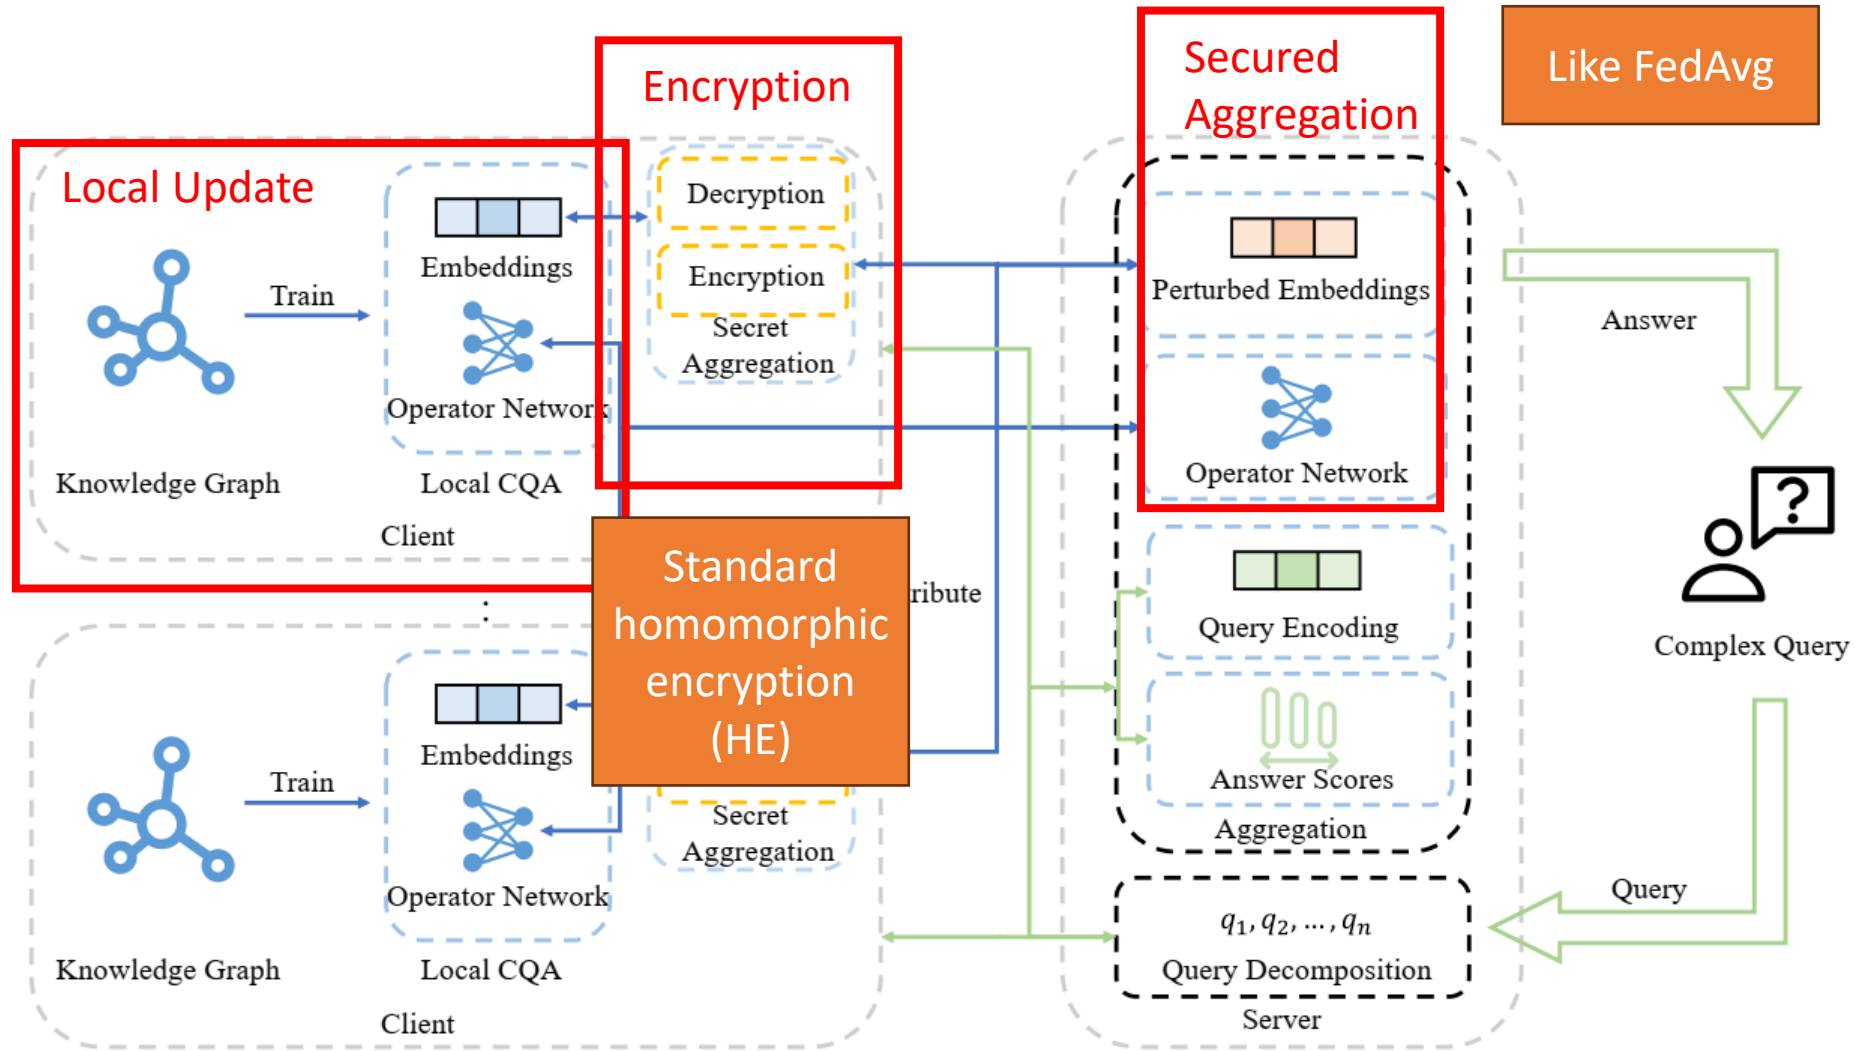 Like FedAvg
Secured
Aggregation
Encryption
Local Update
Decryption
Encryption
Secret
Aggregation
Embeddings
Train
Operator Network
Knowledge Graph
Local CQA
Client
Perturbed Embeddings
Operator Network
Answer
Standard
homomorphic
encryption
(HE)
Query Encoding
Answer Scores
Aggregation
Complex Query
?
:
Embeddings
Train
Operator Network
Secret
Aggregation
Knowledge Graph
Local CQA
Client
Query
q₁, q₂, ..., qₙ
Query Decomposition
Server